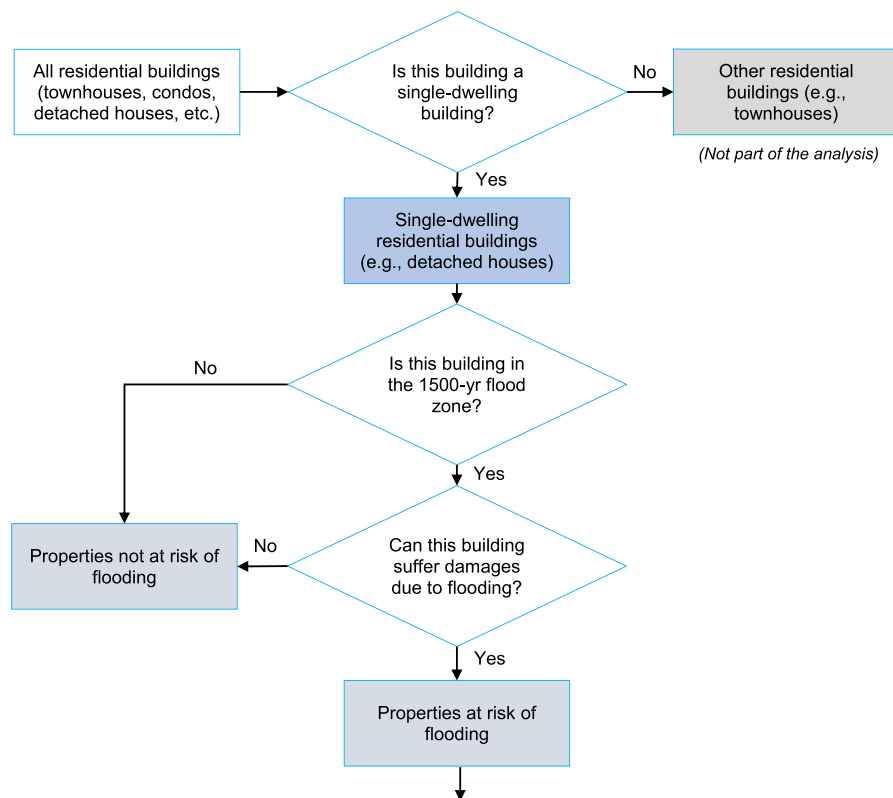 All residential buildings
(townhouses, condos,
detached houses, etc.)
Is this building a
single-dwelling
building?
No
Other residential
buildings (e.g.,
townhouses)
(Not part of the analysis)
Yes
Single-dwelling
residential buildings
(e.g., detached houses)
Is this building in
the 1500-yr flood
zone?
No
Yes
Can this building
suffer damages
due to flooding?
No
Properties not at risk of
flooding
Yes
Properties at risk of
flooding